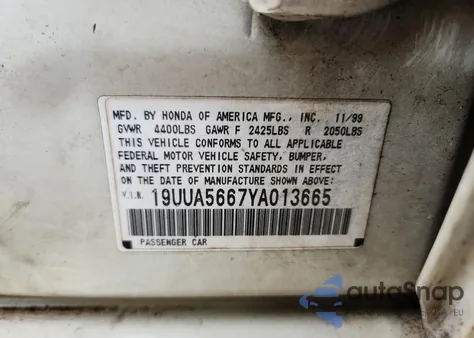 MFD. BY HONDA OF AMERICA MFG., INC. 11/99
GVWR 4400LBS GAWR F 2425LBS R 2050LBS
THIS VEHICLE CONFORMS TO ALL APPLICABLE
FEDERAL MOTOR VEHICLE SAFETY, BUMPER,
AND THEFT PREVENTION STANDARDS IN EFFECT
ON THE DATE OF MANUFACTURE SHOWN ABOVE:
V.I.N. 19UUA5667YA013665
PASSENGER CAR
autoSnap